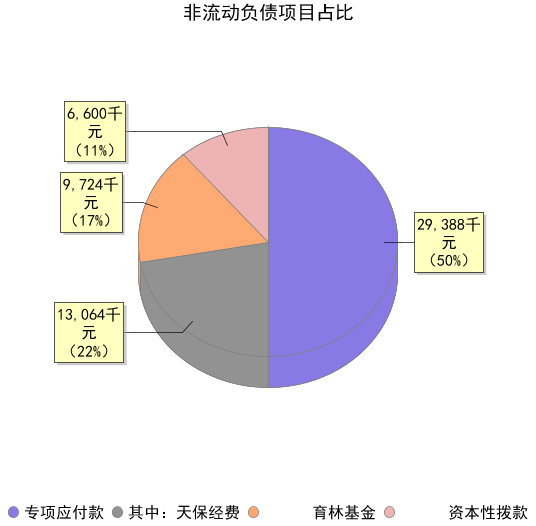 非流动负债项目占比
6,600千
元
(11%)
9,724千
元
(17%)
29,388千
元
(50%)
13,064千
元
(22%)
专项应付款 其中: 天保经费 育林基金 资本性拨款